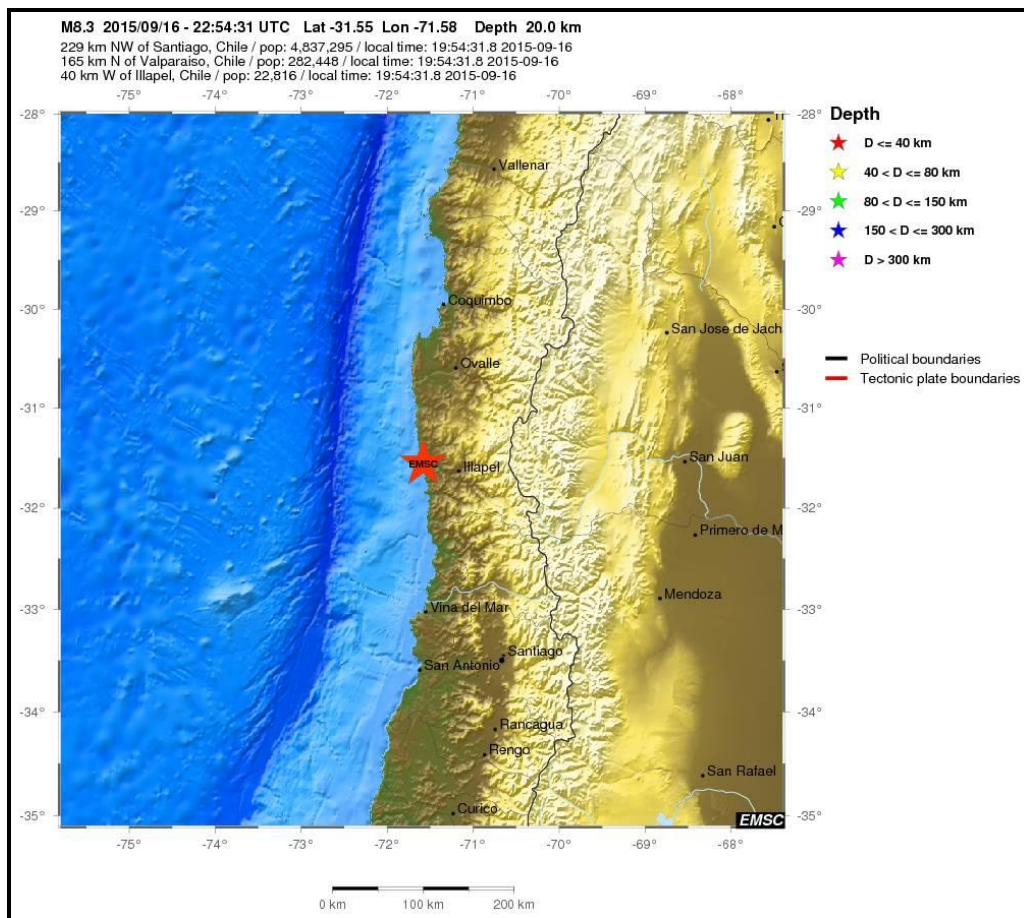 M8.3 2015/09/16 - 22:54:31 UTC Lat -31.55 Lon -71.58 Depth 20.0 km
229 km NW of Santiago, Chile / pop: 4,837,295 / local time: 19:54:31.8 2015-09-16
165 km N of Valparaiso, Chile / pop: 282,448 / local time: 19:54:31.8 2015-09-16
40 km W of Illapel, Chile / pop: 22,816 / local time: 19:54:31.8 2015-09-16
-75° -74° -73° -72° -71° -70° -69° -68°
-28° -28°
Depth
D <= 40 km
40 < D <= 80 km
80 < D <= 150 km
150 < D <= 300 km
D > 300 km
Vallenar
-29° -29°
Coquimbo
-30° -30°
San Jose de Jach
Ovalle
Political boundaries
Tectonic plate boundaries
-31° -31°
EMSC
Illapel
San Juan
-32° -32°
Primero de M
Mendoza
-33° -33°
Vina del Mar
Santiago
San Antonio
-34° -34°
Rancagua
Rengo
San Rafael
Curico
-35° -35°
EMSC
-75° -74° -73° -72° -71° -70° -69° -68°
0 km 100 km 200 km